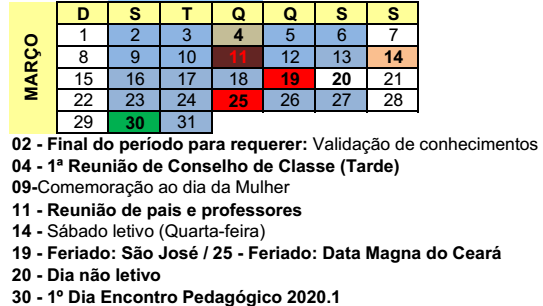 MARÇO
D S T Q Q S S
1 2 3 4 5 6 7
8 9 10 11 12 13 14
15 16 17 18 19 20 21
22 23 24 25 26 27 28
29 30 31
02 - Final do período para requerer: Validação de conhecimentos
04 - 1ª Reunião de Conselho de Classe (Tarde)
09-Comemoração ao dia da Mulher
11 - Reunião de pais e professores
14 - Sábado letivo (Quarta-feira)
19 - Feriado: São José / 25 - Feriado: Data Magna do Ceará
20 - Dia não letivo
30 - 1º Dia Encontro Pedagógico 2020.1